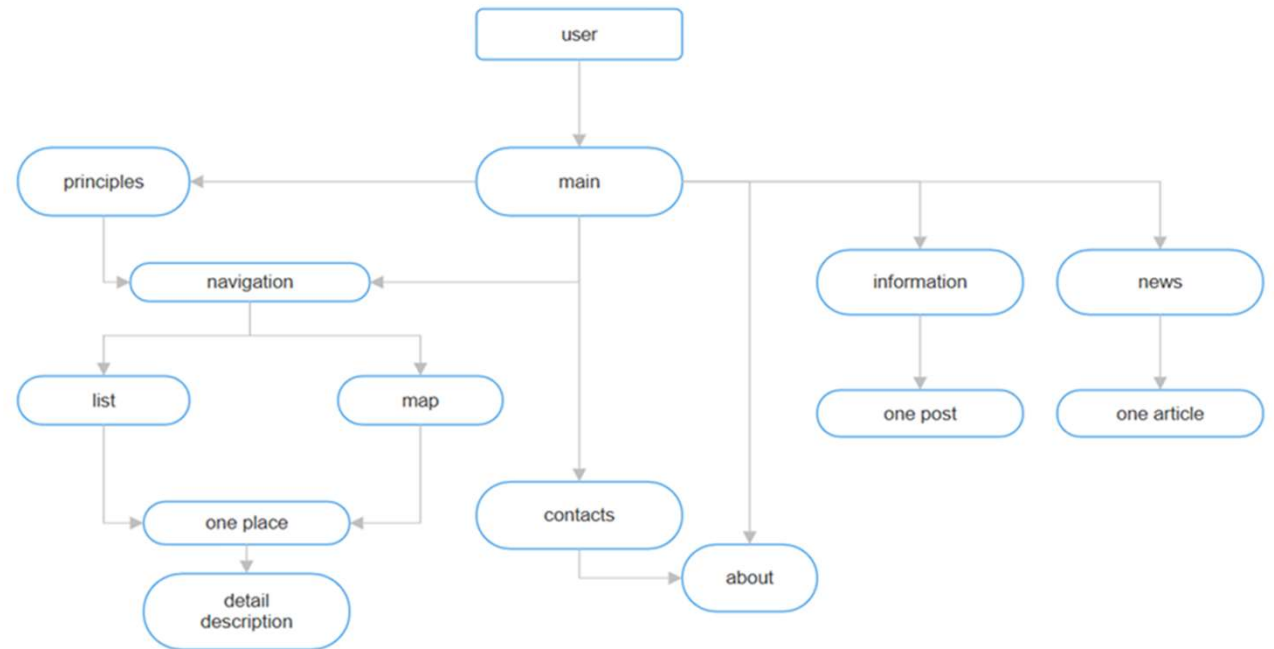 user
principles
main
navigation
information
news
list
map
one post
one article
one place
contacts
about
detail
description